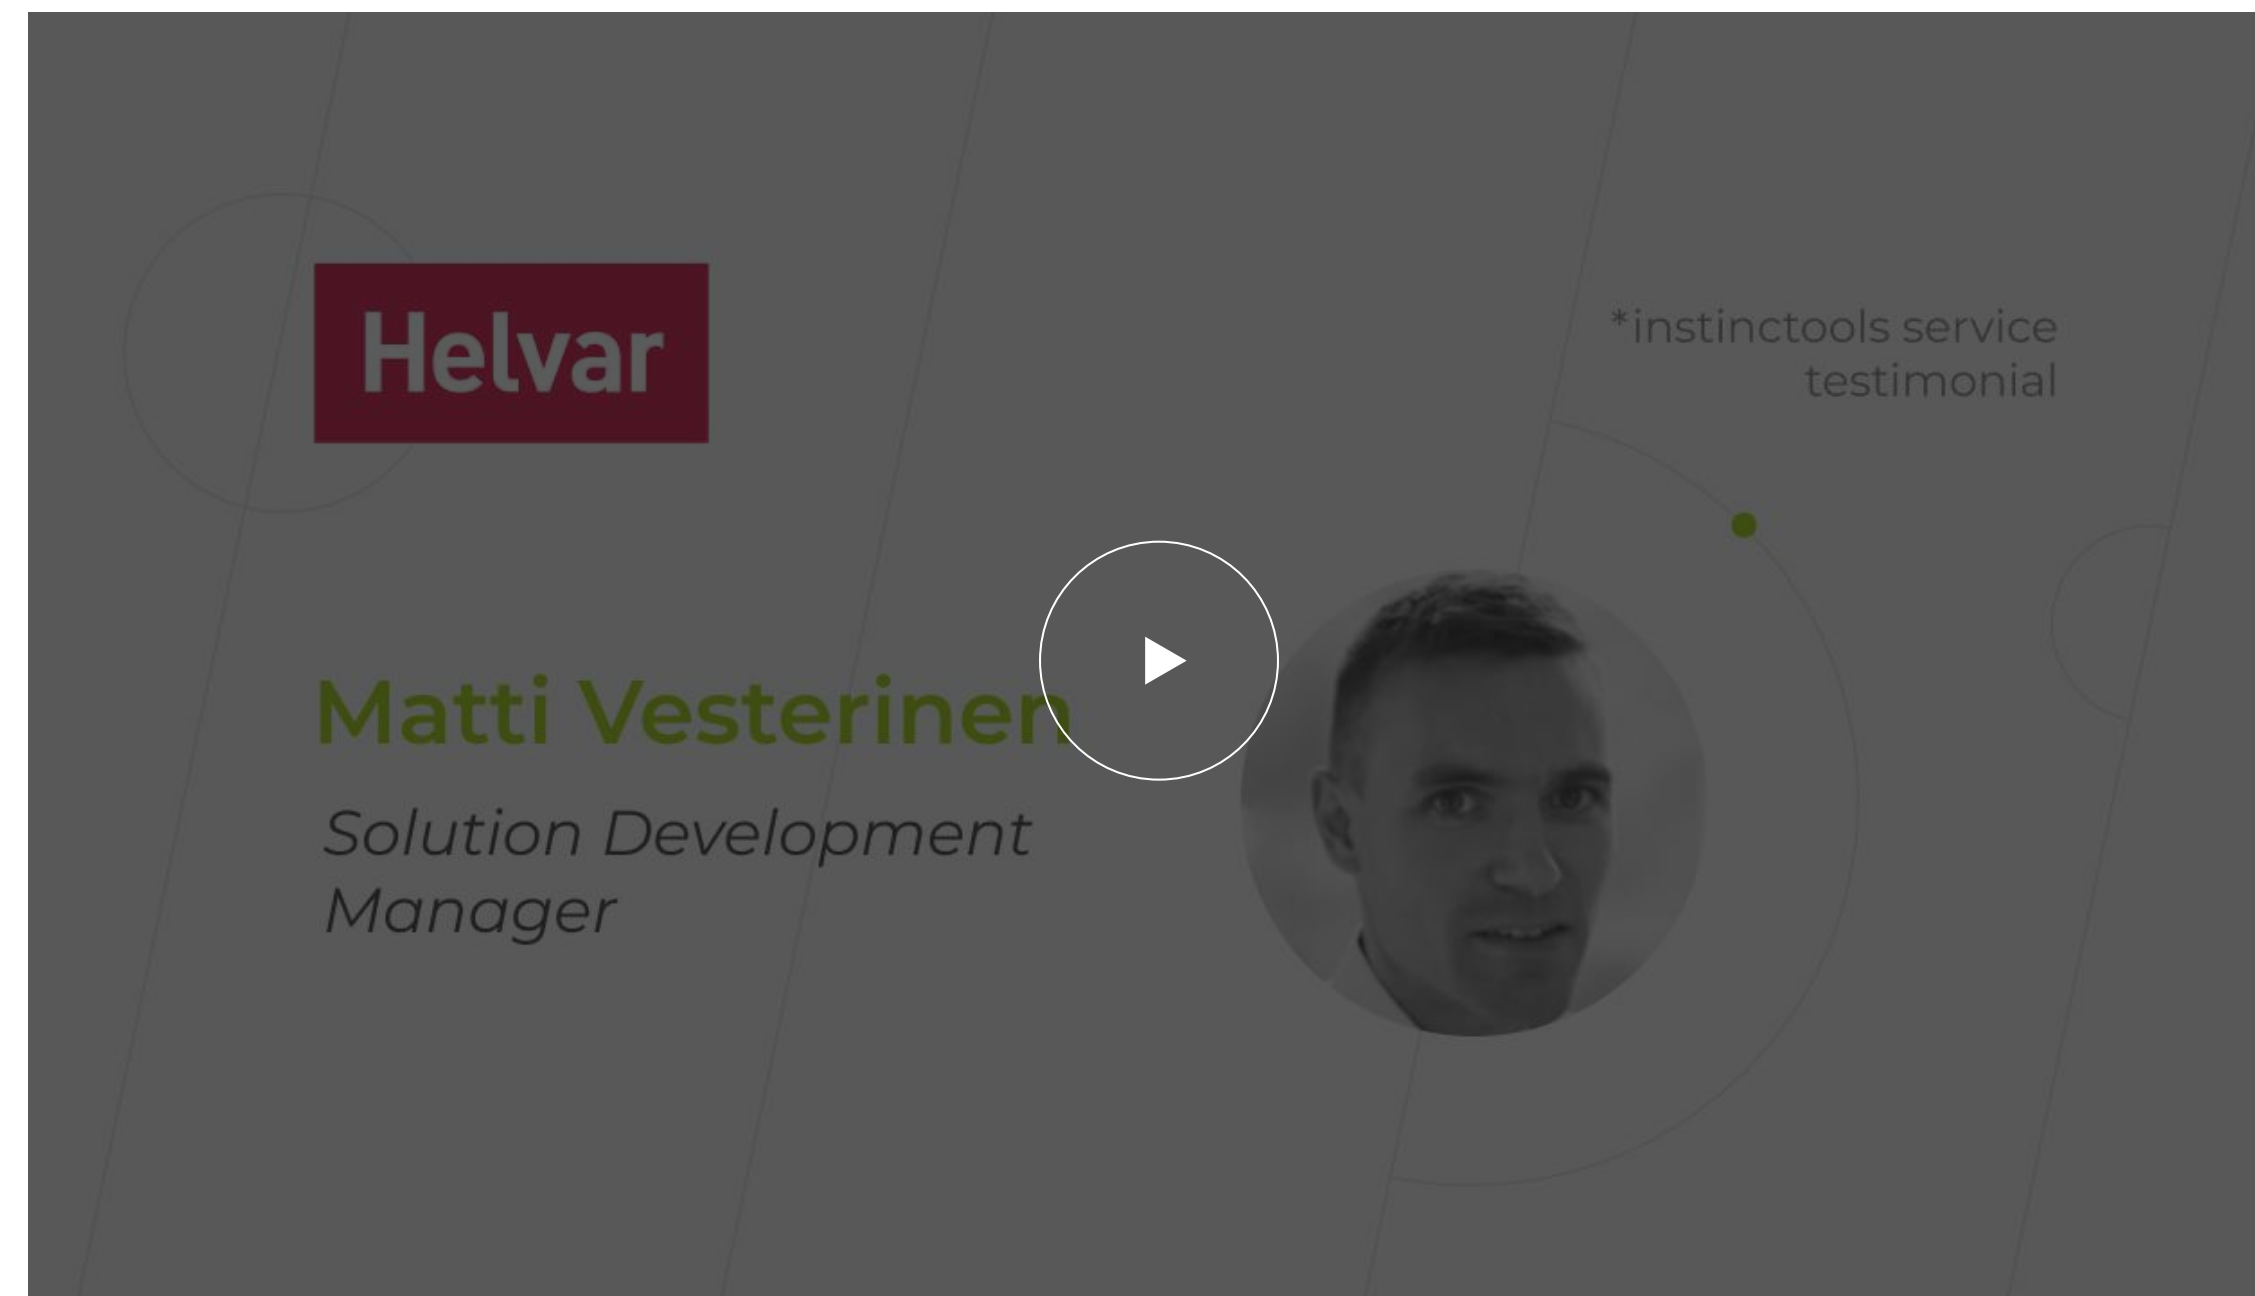 Helvar
*instinctools service
testimonial
Matti Vesterinen
Solution Development
Manager